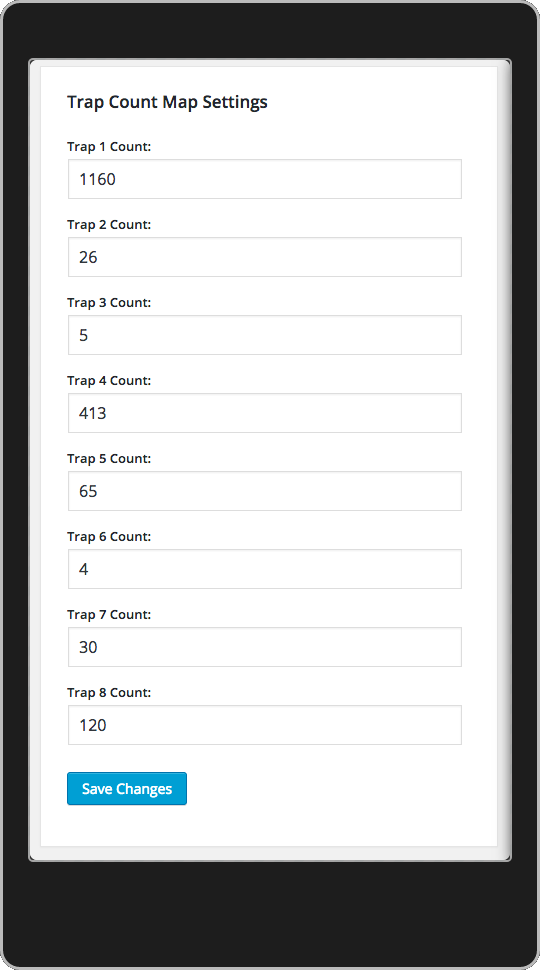 Trap Count Map Settings
Trap 1 Count:
1160
Trap 2 Count:
26
Trap 3 Count:
5
Trap 4 Count:
413
Trap 5 Count:
65
Trap 6 Count:
4
Trap 7 Count:
30
Trap 8 Count:
120
Save Changes